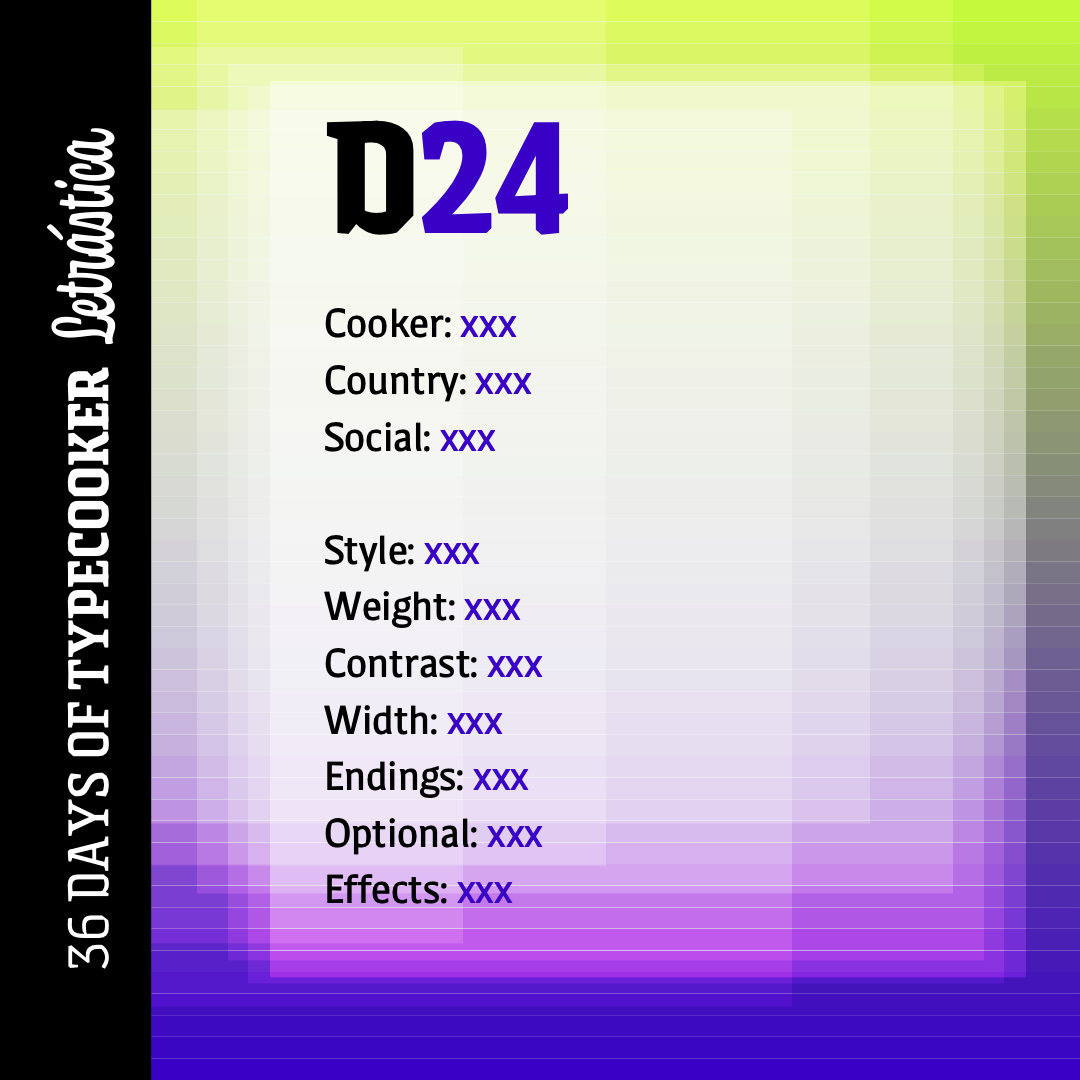 36 DAYS OF TYPECOOKER Letrástica
D24
Cooker: xxx
Country: xxx
Social: xxx
Style: xxx
Weight: xxx
Contrast: xxx
Width: xxx
Endings: xxx
Optional: xxx
Effects: xxx